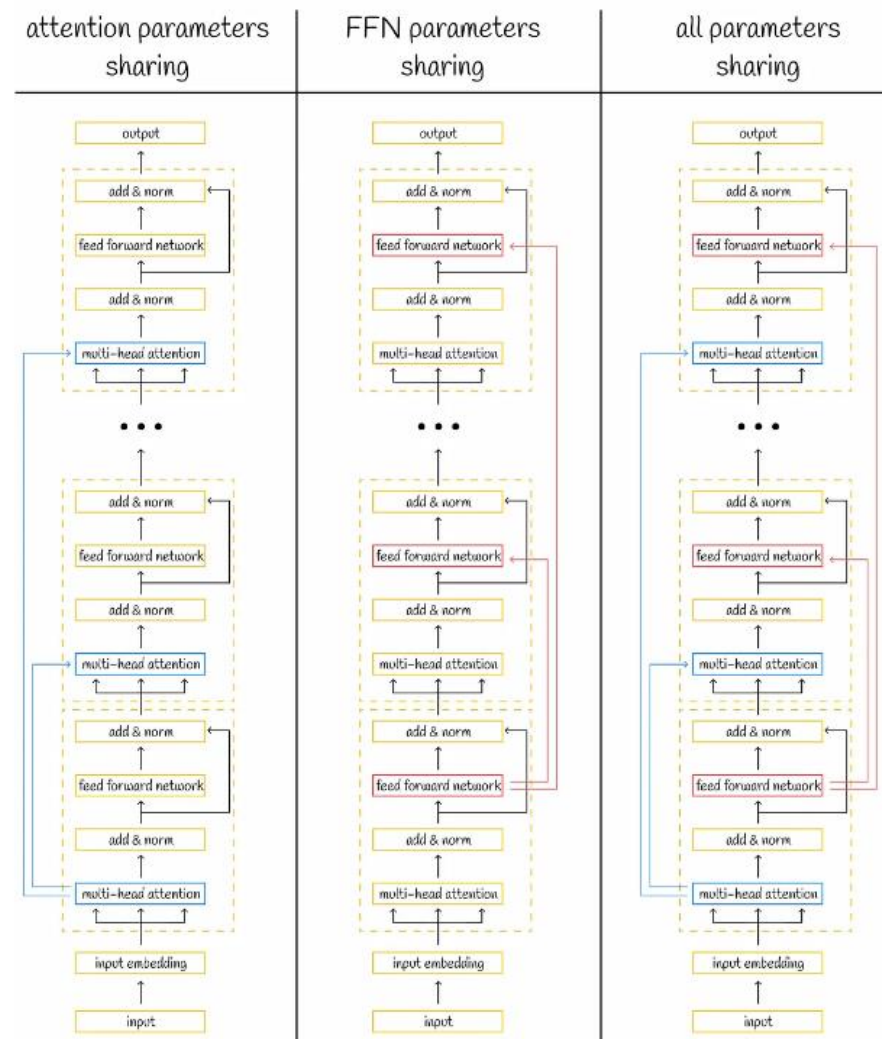 attention parameters
sharing
output
add & norm
feed forward network
add & norm
multi-head attention
• • •
add & norm
feed forward network
add & norm
multi-head attention
add & norm
feed forward network
add & norm
multi-head attention
input embedding
input
FFN parameters
sharing
output
add & norm
feed forward network
add & norm
multi-head attention
• • •
add & norm
feed forward network
add & norm
multi-head attention
add & norm
feed forward network
add & norm
multi-head attention
input embedding
input
all parameters
sharing
output
add & norm
feed forward network
add & norm
multi-head attention
• • •
add & norm
feed forward network
add & norm
multi-head attention
add & norm
feed forward network
add & norm
multi-head attention
input embedding
input